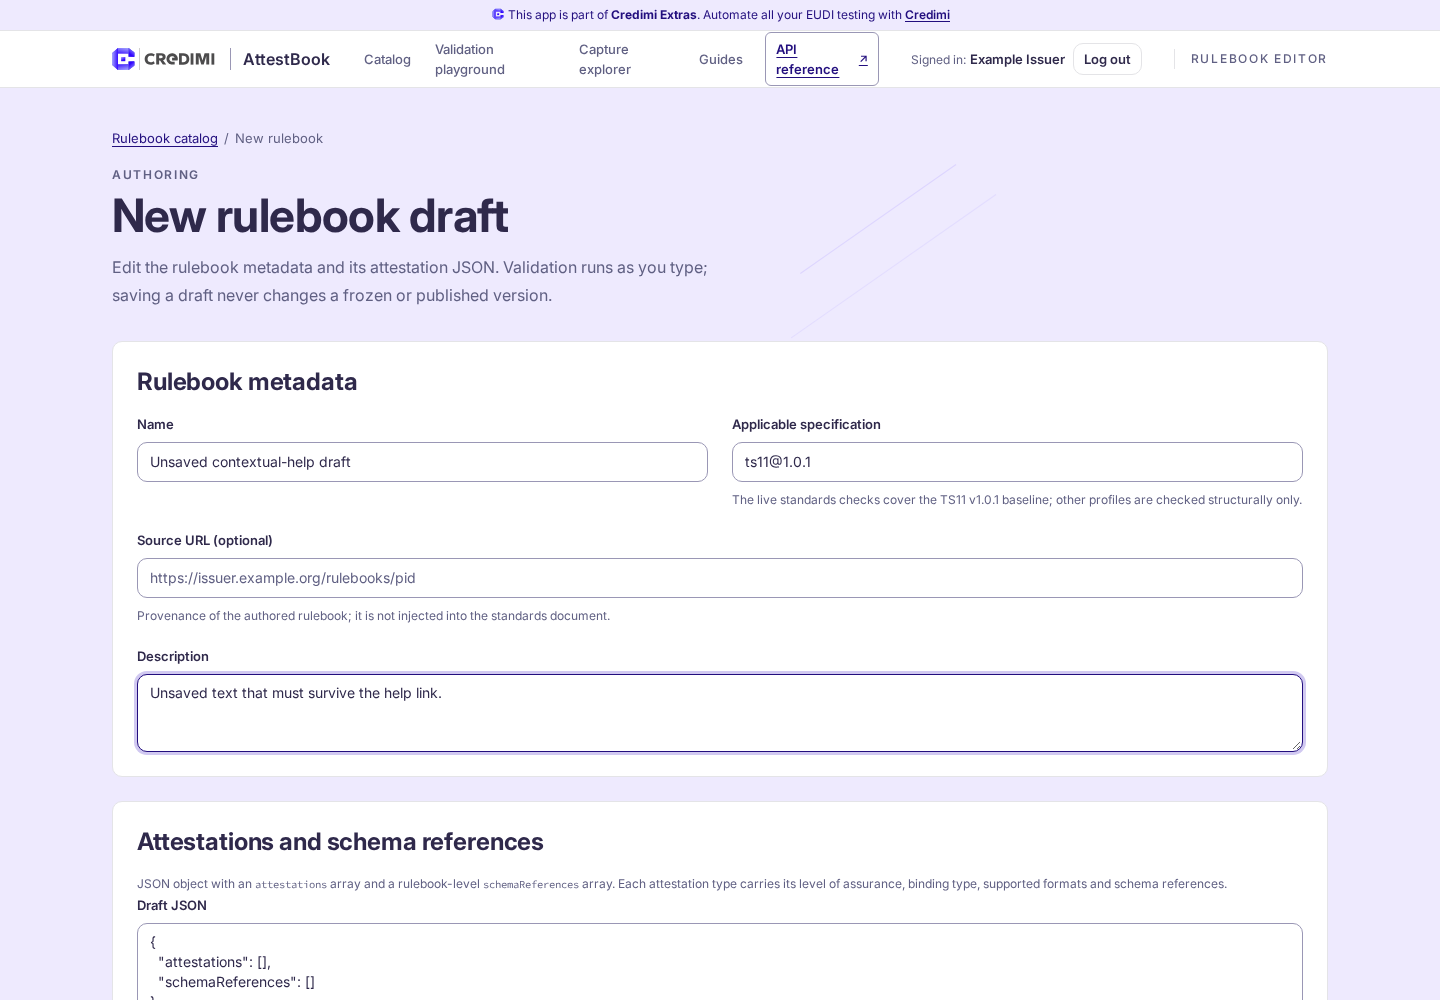 This app is part of Credimi Extras. Automate all your EUDI testing with Credimi
CREDIMI
AttestBook
Catalog
Validation playground
Capture explorer
Guides
API reference ↗
Signed in: Example Issuer
Log out
RULEBOOK EDITOR
Rulebook catalog / New rulebook
AUTHORING
New rulebook draft
Edit the rulebook metadata and its attestation JSON. Validation runs as you type;
saving a draft never changes a frozen or published version.
Rulebook metadata
Name
Unsaved contextual-help draft
Applicable specification
ts11@1.0.1
The live standards checks cover the TS11 v1.0.1 baseline; other profiles are checked structurally only.
Source URL (optional)
https://issuer.example.org/rulebooks/pid
Provenance of the authored rulebook; it is not injected into the standards document.
Description
Unsaved text that must survive the help link.
Attestations and schema references
JSON object with an attestations array and a rulebook-level schemaReferences array. Each attestation type carries its level of assurance, binding type, supported formats and schema references.
Draft JSON
{
"attestations": [],
"schemaReferences": []
}